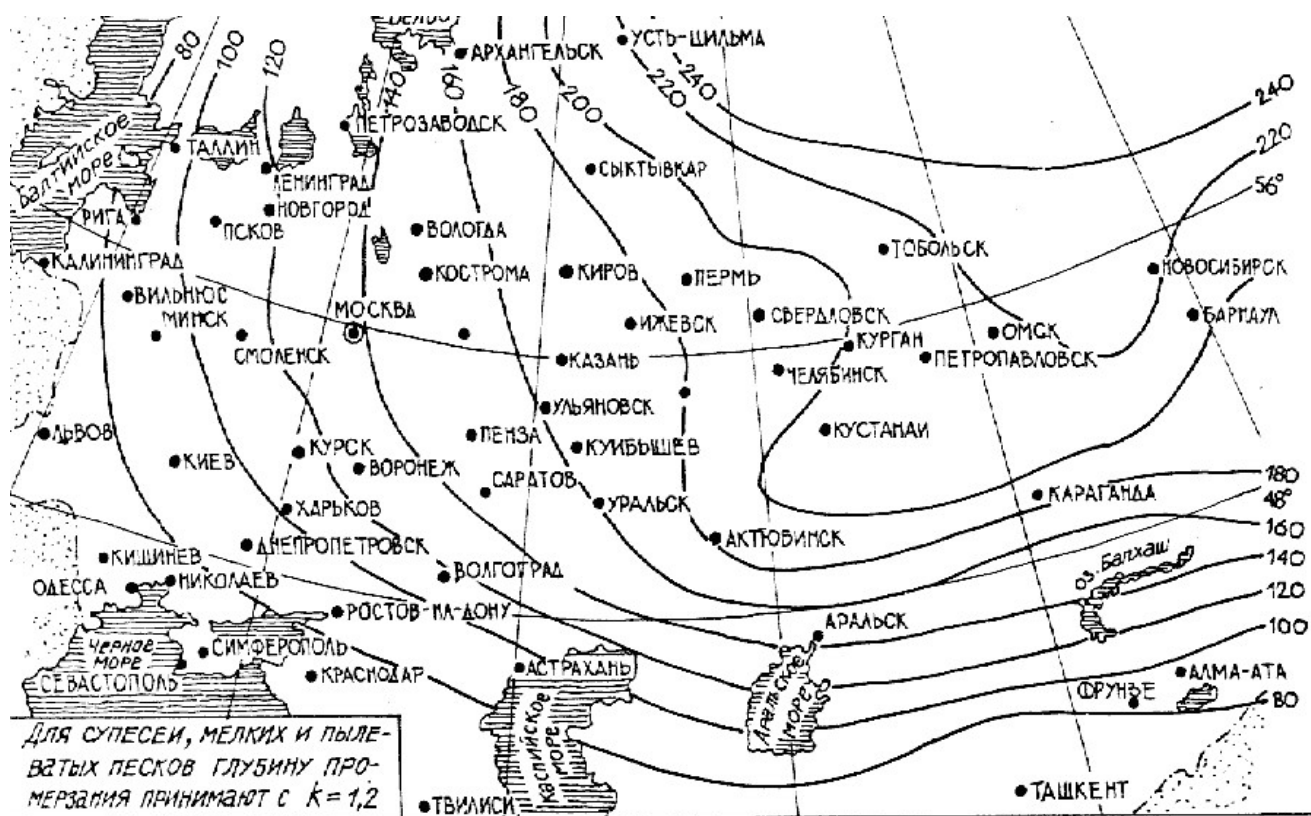 80
100
120
140
160
180
200
220
240
АРХАНГЕЛЬСК
УСТЬ-ЦИЛЬМА
240
220
56°
ПЕТРОЗАВОДСК
ТАЛЛИН
Балтийское
море
ЛЕНИНГРАД
НОВГОРОД
СЫКТЫВКАР
РИГА
ПСКОВ
ВОЛОГДА
ТОБОЛЬСК
КАЛИНИНГРАД
КОСТРОМА
КИРОВ
ПЕРМЬ
НОВОСИБИРСК
ВИЛЬНЮС
МИНСК
МОСКВА
СМОЛЕНСК
ИЖЕВСК
СВЕРДЛОВСК
БАРНАУЛ
КУРГАН
ОМСК
ПЕТРОПАВЛОВСК
КАЗАНЬ
ЧЕЛЯБИНСК
УЛЬЯНОВСК
ЛЬВОВ
КУРСК
ПЕНЗА
КУЙБЫШЕВ
КУСТАНАЙ
КИЕВ
ВОРОНЕЖ
САРАТОВ
УРАЛЬСК
КАРАГАНДА
180
48°
ХАРЬКОВ
160
ДНЕПРОПЕТРОВСК
АКТЮБИНСК
КИШИНЕВ
ОДЕССА
НИКОЛАЕВ
ВОЛГОГРАД
оз. Балхаш
140
120
РОСТОВ-НА-ДОНУ
АРАЛЬСК
100
Черное
море
СИМФЕРОПОЛЬ
СЕВАСТОПОЛЬ
КРАСНОДАР
АСТРАХАНЬ
Аральское
море
ФРУНЗЕ
АЛМА-АТА
80
Каспийское
море
ТБИЛИСИ
ТАШКЕНТ
ДЛЯ СУПЕСЕЙ, МЕЛКИХ И ПЫЛЕ-
ВАТЫХ ПЕСКОВ ГЛУБИНУ ПРО-
МЕРЗАНИЯ ПРИНИМАЮТ С k=1,2